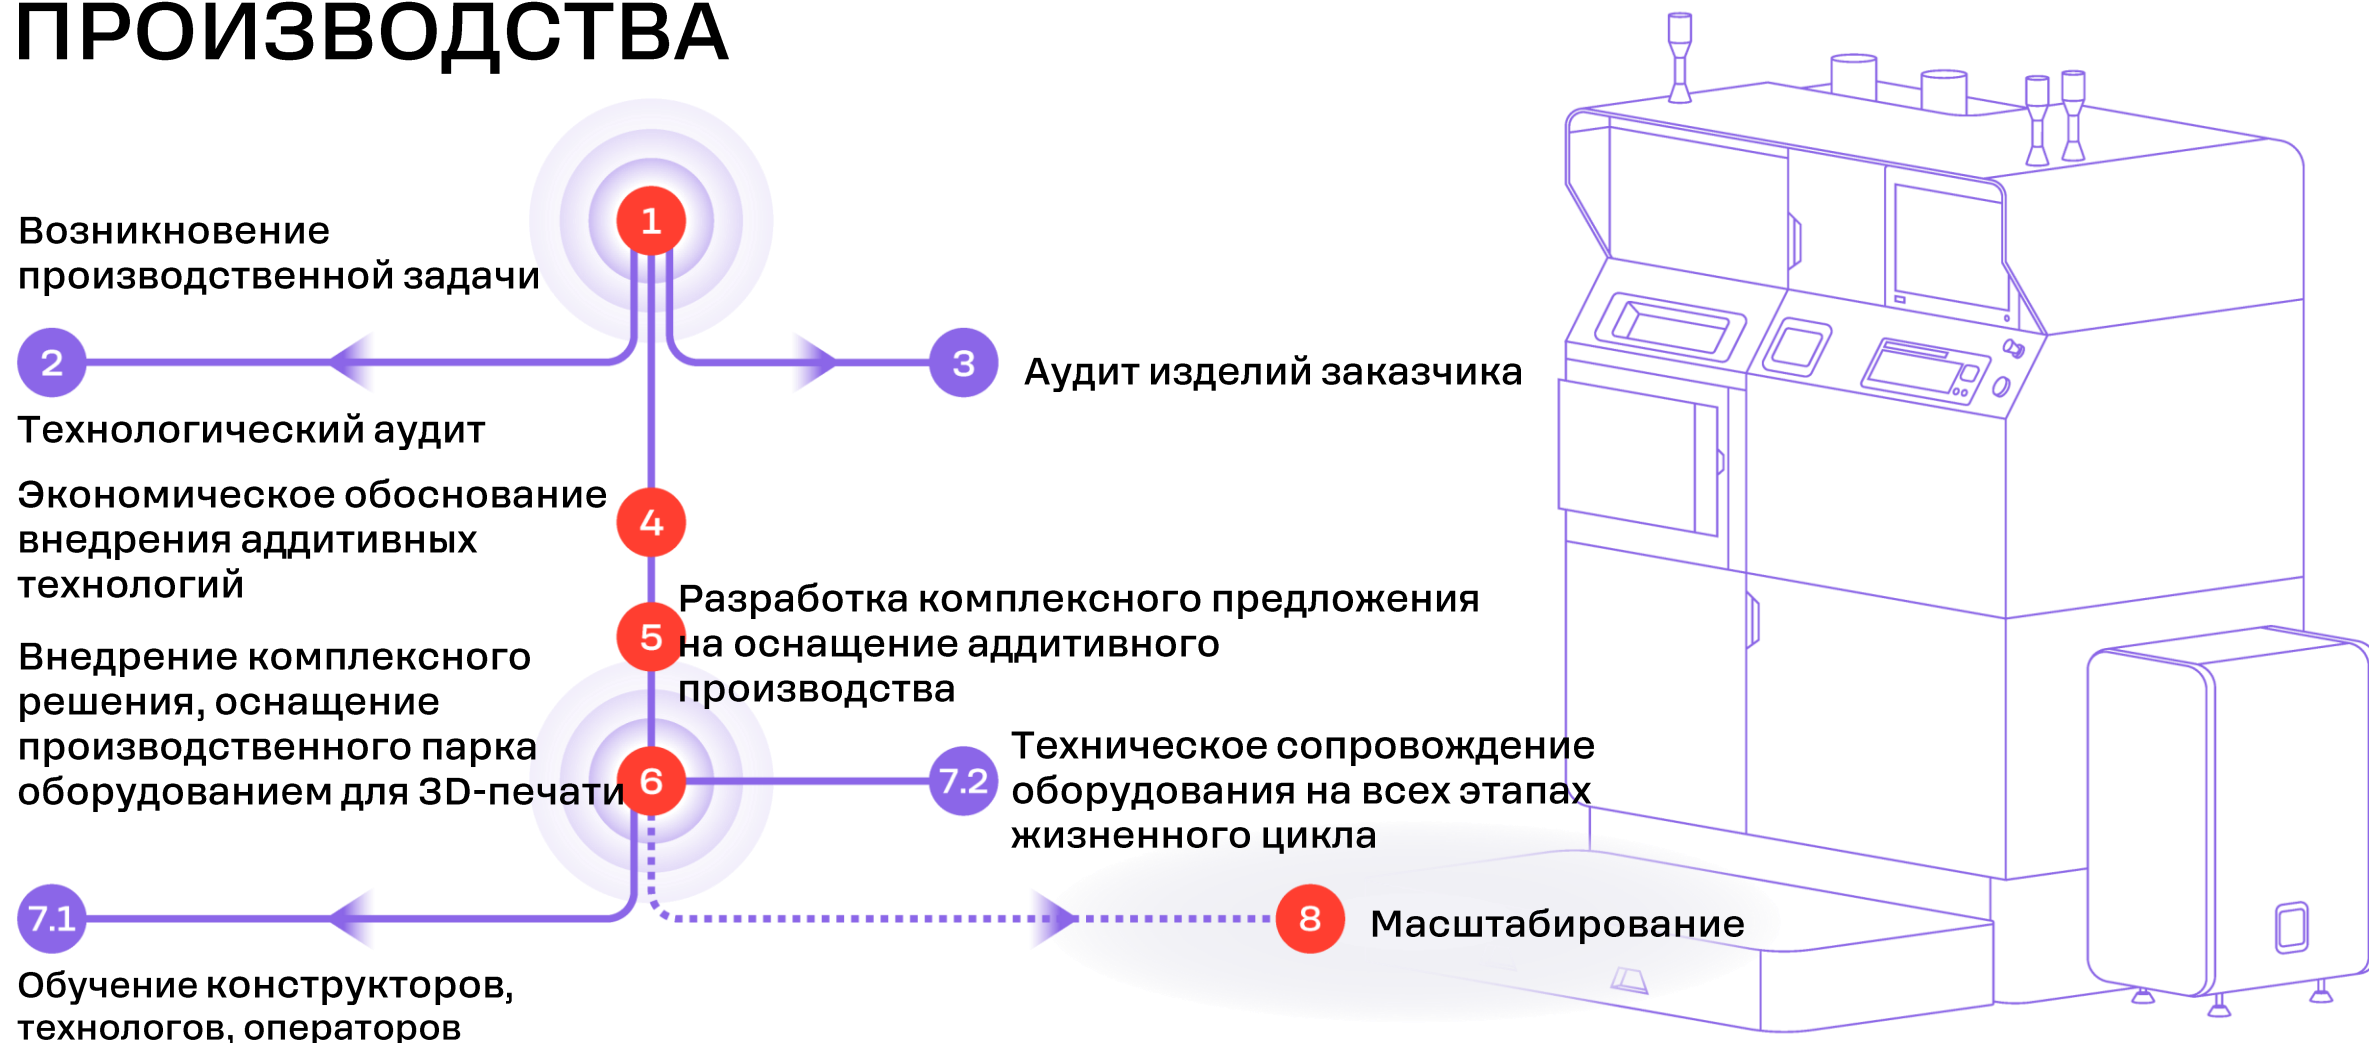 ПРОИЗВОДСТВА
1
Возникновение
производственной задачи
2
Технологический аудит
3
Аудит изделий заказчика
Экономическое обоснование
внедрения аддитивных
технологий
4
5
Разработка комплексного предложения
на оснащение аддитивного
производства
Внедрение комплексного
решения, оснащение
производственного парка
оборудованием для 3D-печати
6
7.2
Техническое сопровождение
оборудования на всех этапах
жизненного цикла
7.1
Обучение конструкторов,
технологов, операторов
8
Масштабирование